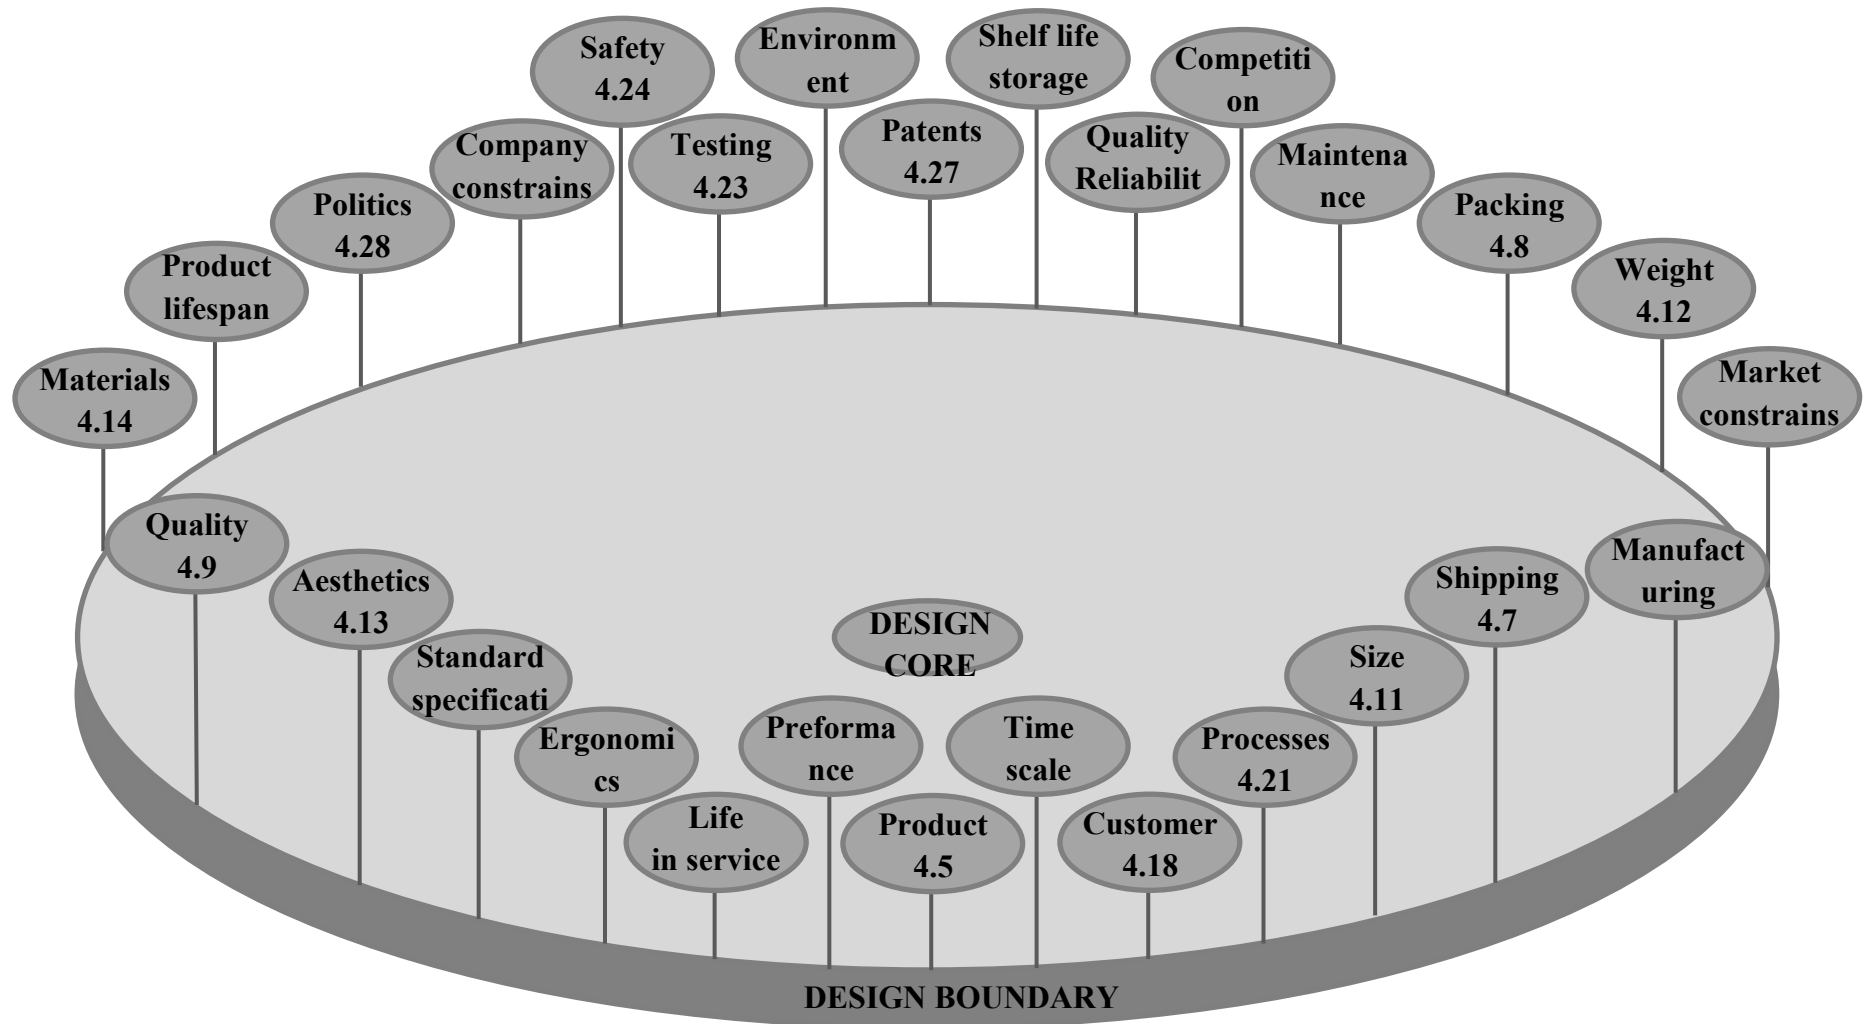 Safety
4.24
Environm
ent
Shelf life
storage
Competiti
on
Company
constrains
Testing
4.23
Patents
4.27
Quality
Reliabilit
Maintena
nce
Politics
4.28
Packing
4.8
Product
lifespan
Weight
4.12
Materials
4.14
Market
constrains
Quality
4.9
Aesthetics
4.13
Standard
specificati
Ergonomi
cs
Life
in service
Preforma
nce
Product
4.5
DESIGN
CORE
Time
scale
Customer
4.18
Processes
4.21
Size
4.11
Shipping
4.7
Manufact
uring
DESIGN BOUNDARY